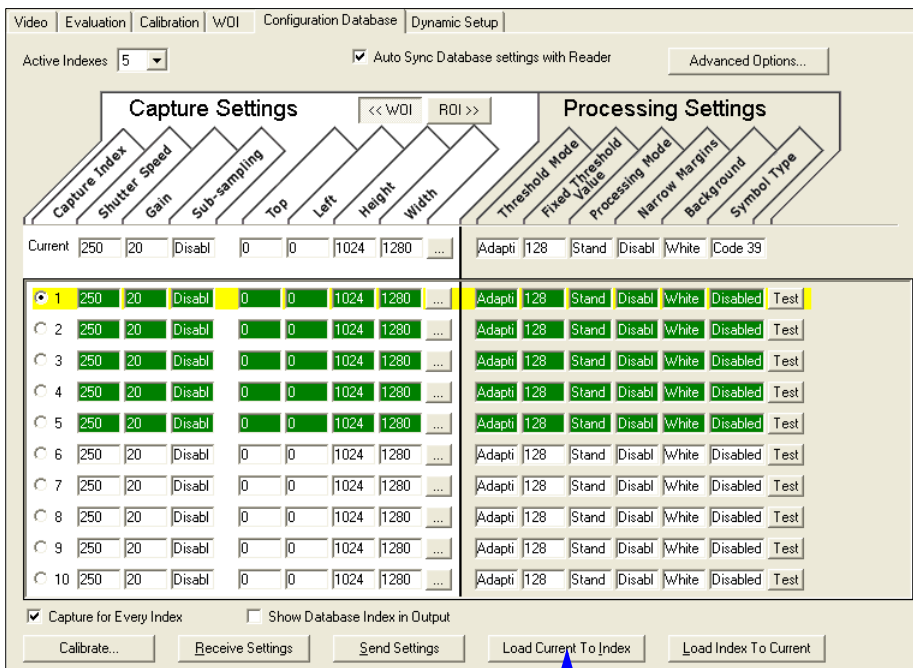 Video Evaluation Calibration WOI Configuration Database Dynamic Setup
Active Indexes 5 Auto Sync Database settings with Reader Advanced Options...
Capture Settings << WOI ROI >> Processing Settings
Capture Index Shutter Speed Gain Sub-sampling Top Left Height Width Threshold Mode Fixed Threshold Value Processing Mode Narrow Margins Background Symbol Type
Current 250 20 Disabl 0 0 1024 1280 ... Adapti 128 Stand Disabl White Code 39
1 250 20 Disabl 0 0 1024 1280 ... Adapti 128 Stand Disabl White Disabled Test
2 250 20 Disabl 0 0 1024 1280 ... Adapti 128 Stand Disabl White Disabled Test
3 250 20 Disabl 0 0 1024 1280 ... Adapti 128 Stand Disabl White Disabled Test
4 250 20 Disabl 0 0 1024 1280 ... Adapti 128 Stand Disabl White Disabled Test
5 250 20 Disabl 0 0 1024 1280 ... Adapti 128 Stand Disabl White Disabled Test
6 250 20 Disabl 0 0 1024 1280 ... Adapti 128 Stand Disabl White Disabled Test
7 250 20 Disabl 0 0 1024 1280 ... Adapti 128 Stand Disabl White Disabled Test
8 250 20 Disabl 0 0 1024 1280 ... Adapti 128 Stand Disabl White Disabled Test
9 250 20 Disabl 0 0 1024 1280 ... Adapti 128 Stand Disabl White Disabled Test
10 250 20 Disabl 0 0 1024 1280 ... Adapti 128 Stand Disabl White Disabled Test
Capture for Every Index Show Database Index in Output
Calibrate... Receive Settings Send Settings Load Current To Index Load Index To Current